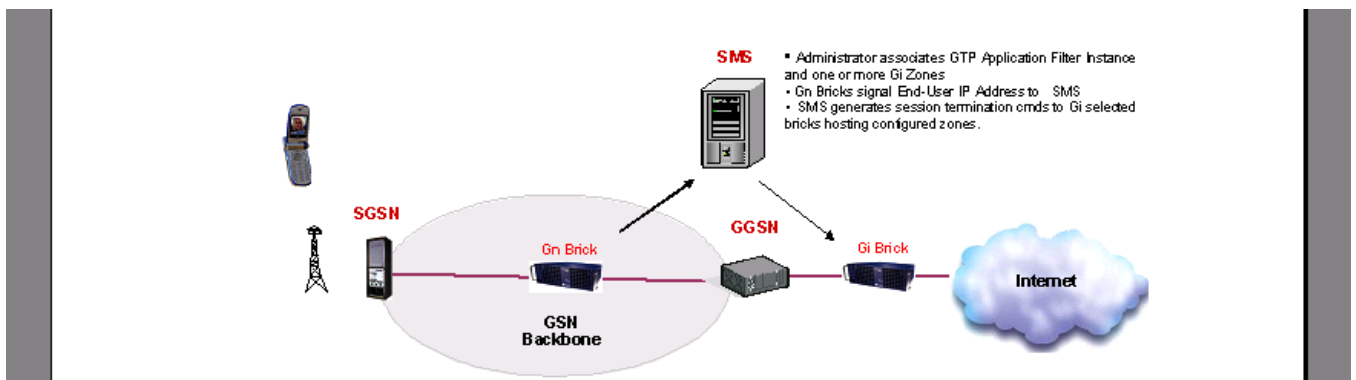 SMS
▪ Administrator associates GTP Application Filter Instance
and one or more Gi Zones
• Gn Bricks signal End-User IP Address to SMS
• SMS generates session termination cmds to Gi selected
bricks hosting configured zones.
SGSN
GGSN
Gn Brick
Gi Brick
Internet
GSN
Backbone